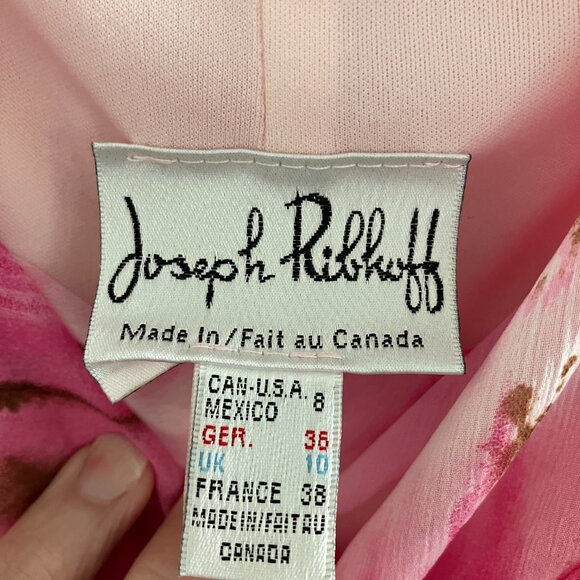 Joseph Ribkoff
Made In/Fait au Canada
CAN-U.S.A. 8
MEXICO
GER. 36
UK 10
FRANCE 38
MADEIN/FAITAU
CANADA